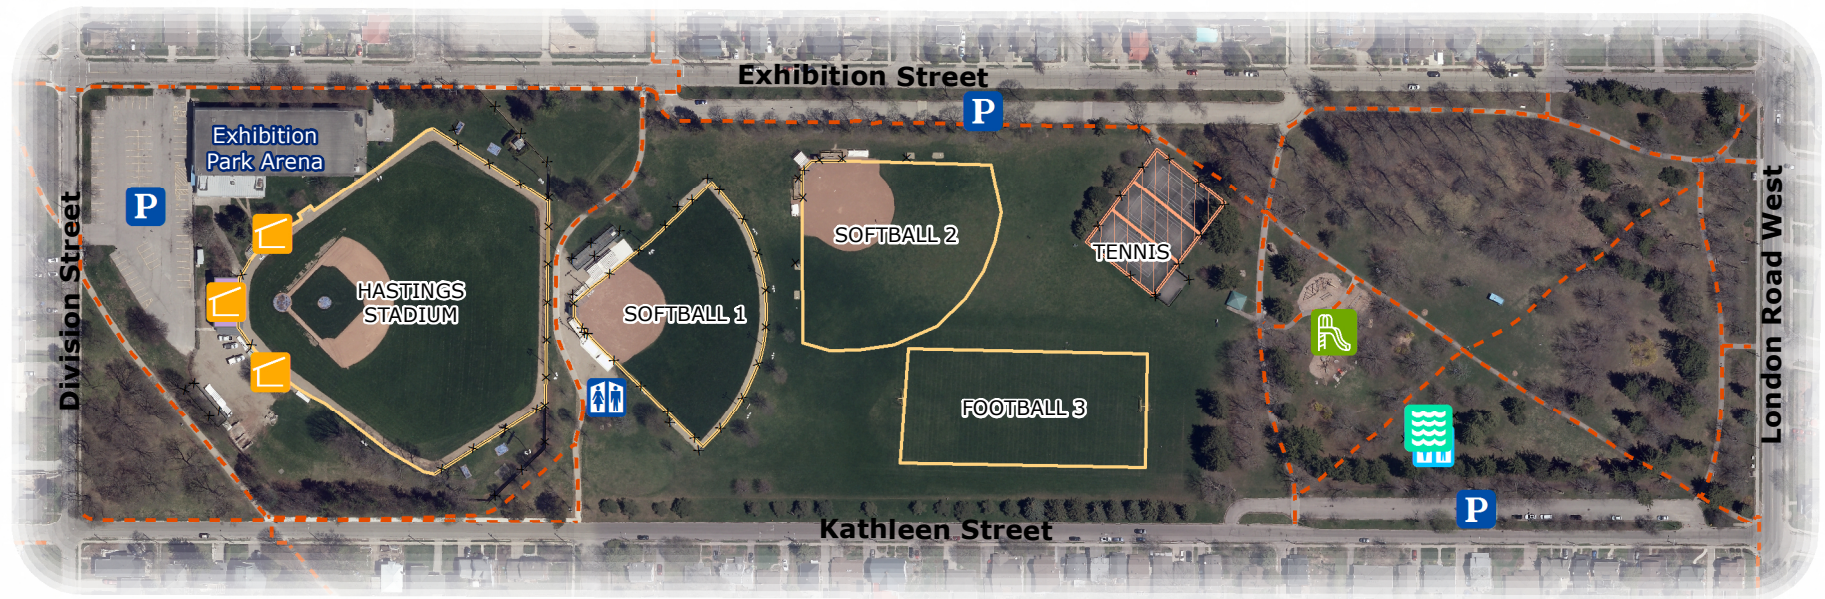 Exhibition Street
P
Exhibition
Park Arena
P
Division Street
HASTINGS
STADIUM
SOFTBALL 1
SOFTBALL 2
TENNIS
FOOTBALL 3
London Road West
P
Kathleen Street